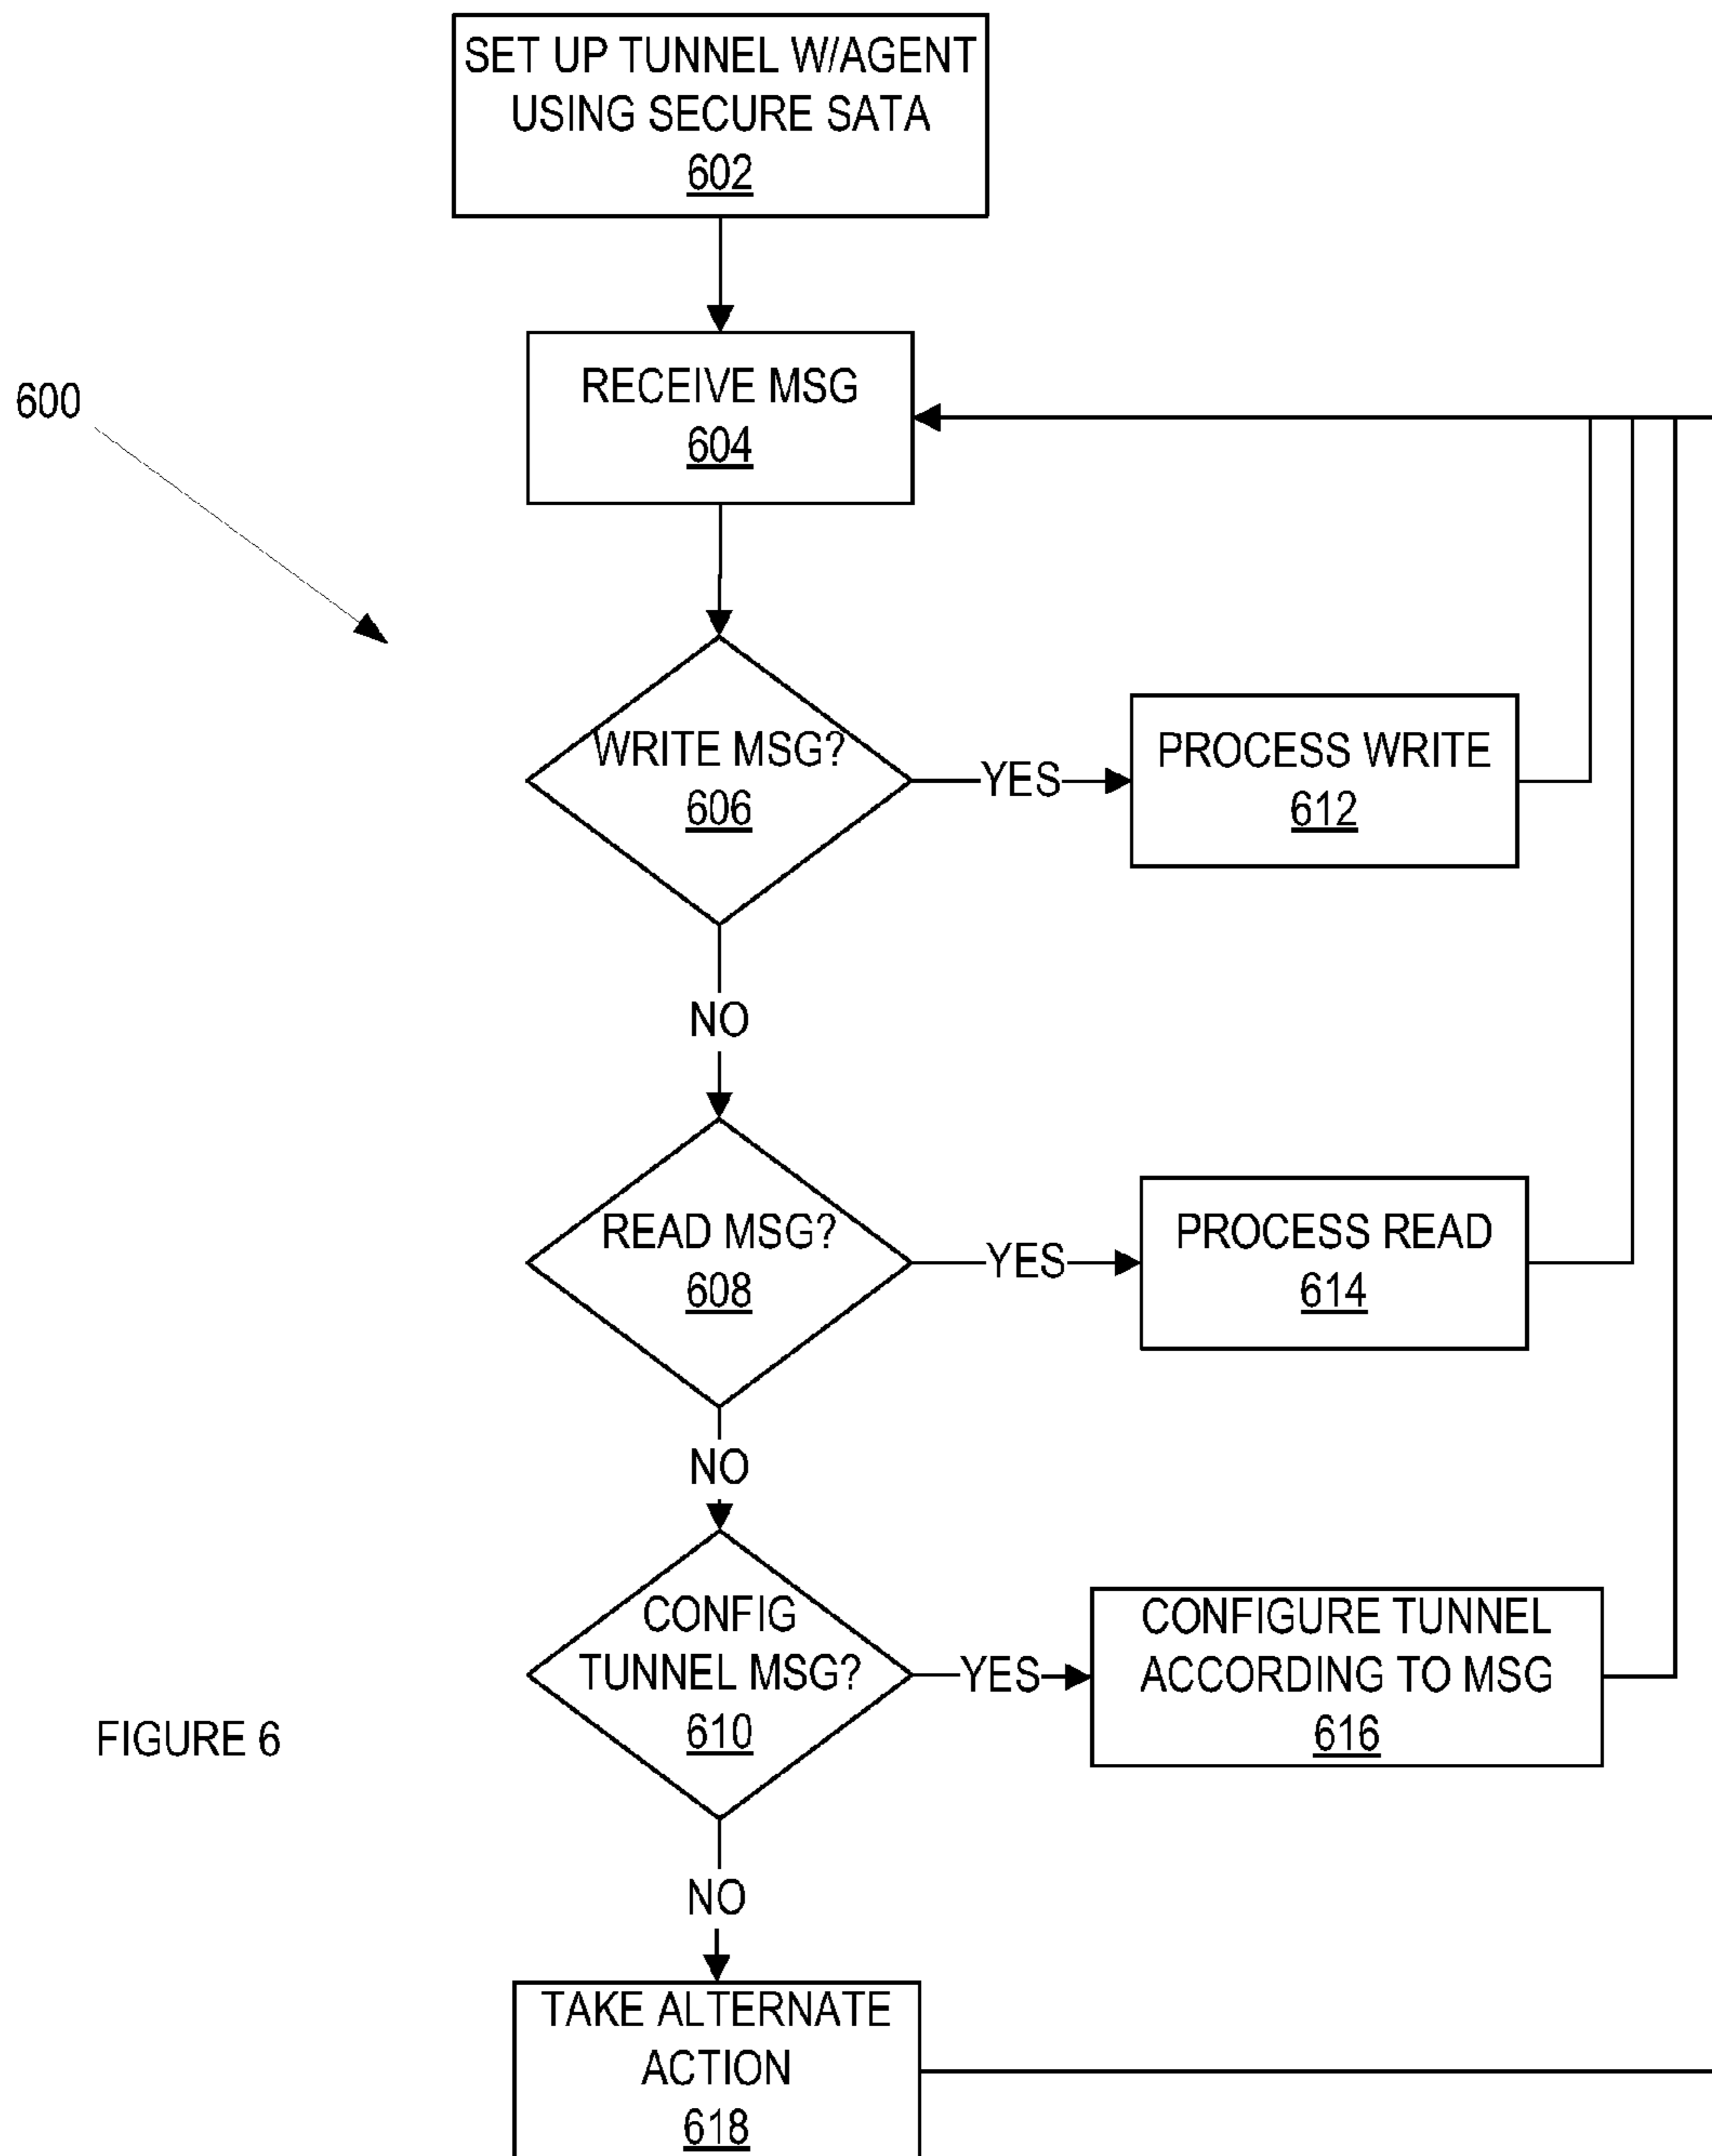 SET UP TUNNEL W/AGENT
USING SECURE SATA
602
600
RECEIVE MSG
604
WRITE MSG?
606
YES
PROCESS WRITE
612
NO
READ MSG?
608
YES
PROCESS READ
614
NO
CONFIG
TUNNEL MSG?
610
YES
CONFIGURE TUNNEL
ACCORDING TO MSG
616
FIGURE 6
NO
TAKE ALTERNATE
ACTION
618